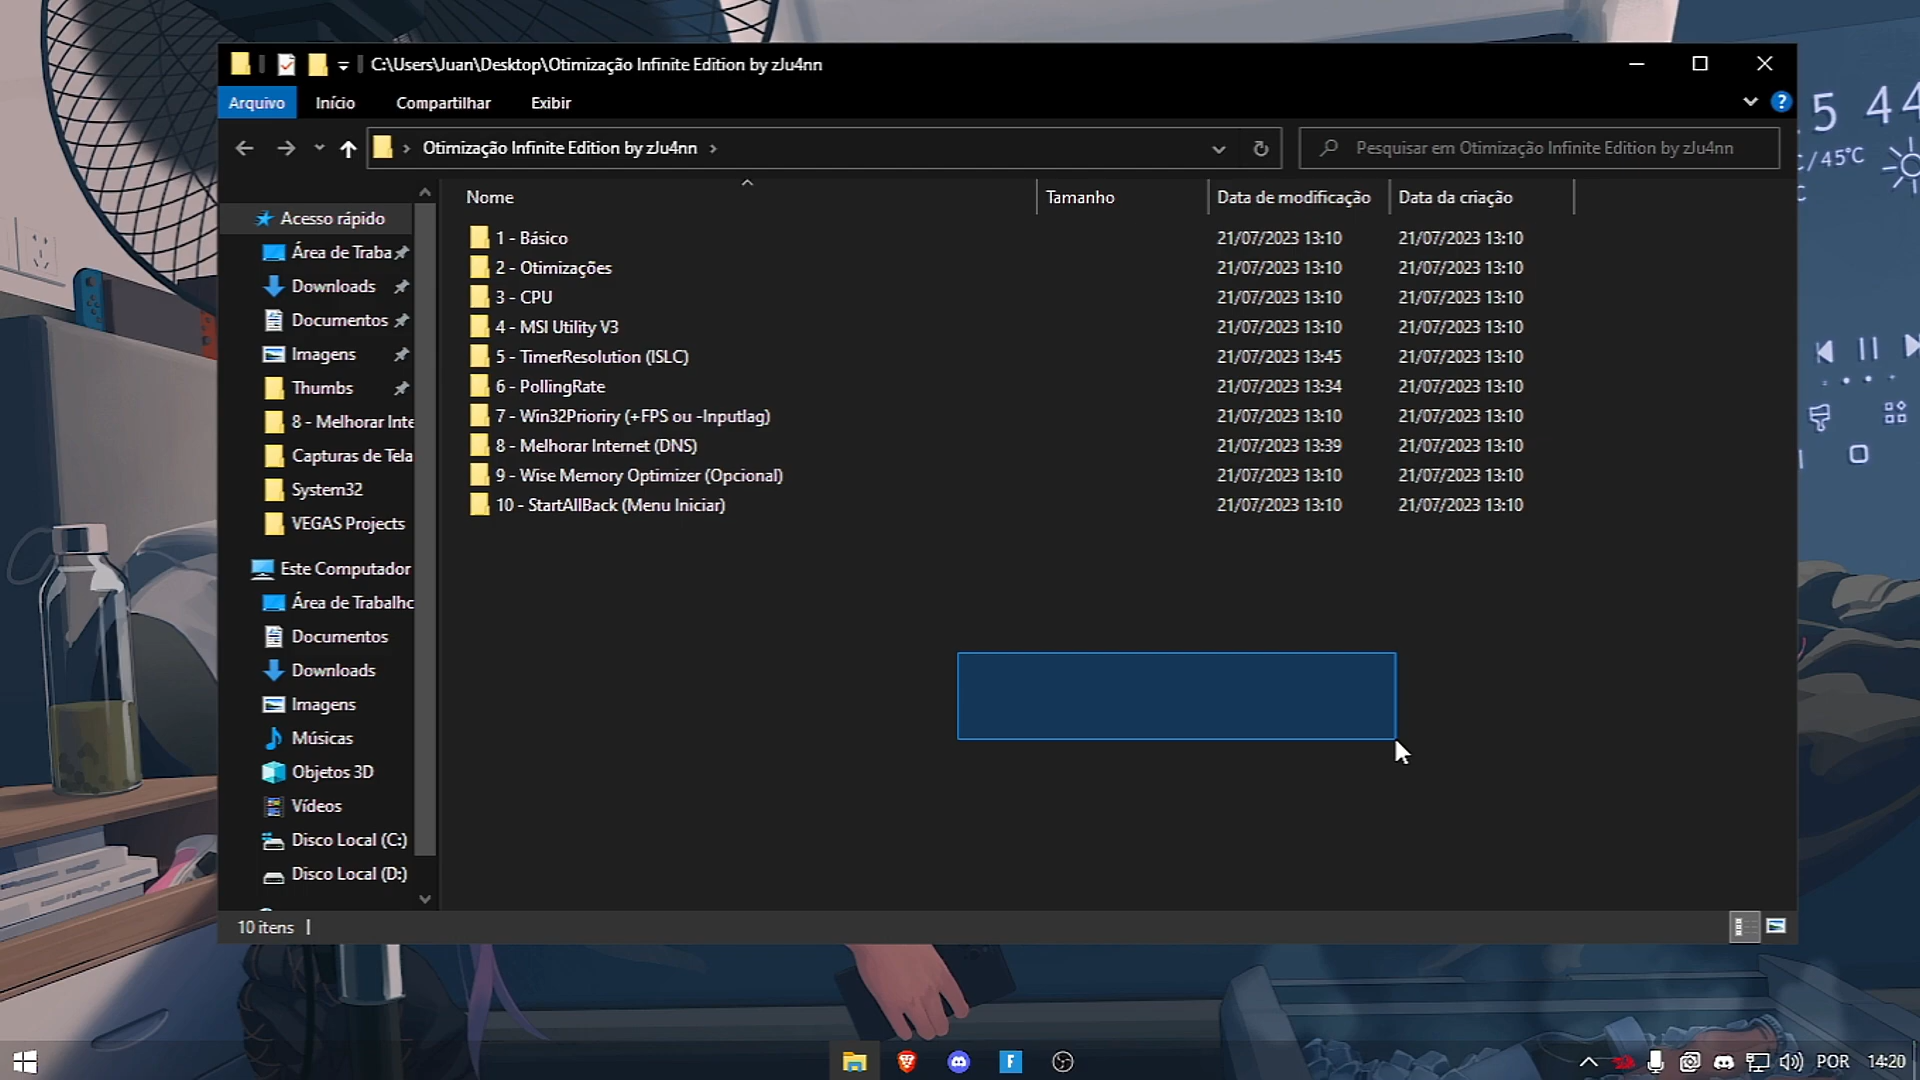 C:\Users\Juan\Desktop\Otimização Infinite Edition by zJu4nn
Arquivo Início Compartilhar Exibir
Otimização Infinite Edition by zJu4nn
Pesquisar em Otimização Infinite Edition by zJu4nn
Nome Tamanho Data de modificação Data da criação
1 - Básico 21/07/2023 13:10 21/07/2023 13:10
2 - Otimizações 21/07/2023 13:10 21/07/2023 13:10
3 - CPU 21/07/2023 13:10 21/07/2023 13:10
4 - MSI Utility V3 21/07/2023 13:10 21/07/2023 13:10
5 - TimerResolution (ISLC) 21/07/2023 13:45 21/07/2023 13:10
6 - PollingRate 21/07/2023 13:34 21/07/2023 13:10
7 - Win32Prioriry (+FPS ou -Inputlag) 21/07/2023 13:10 21/07/2023 13:10
8 - Melhorar Internet (DNS) 21/07/2023 13:39 21/07/2023 13:10
9 - Wise Memory Optimizer (Opcional) 21/07/2023 13:10 21/07/2023 13:10
10 - StartAllBack (Menu Iniciar) 21/07/2023 13:10 21/07/2023 13:10
Acesso rápido
Área de Traba
Downloads
Documentos
Imagens
Thumbs
8 - Melhorar Inte
Capturas de Tela
System32
VEGAS Projects
Este Computador
Área de Trabalho
Documentos
Downloads
Imagens
Músicas
Objetos 3D
Vídeos
Disco Local (C:)
Disco Local (D:)
10 itens
5 44
/45°C
POR 14:20